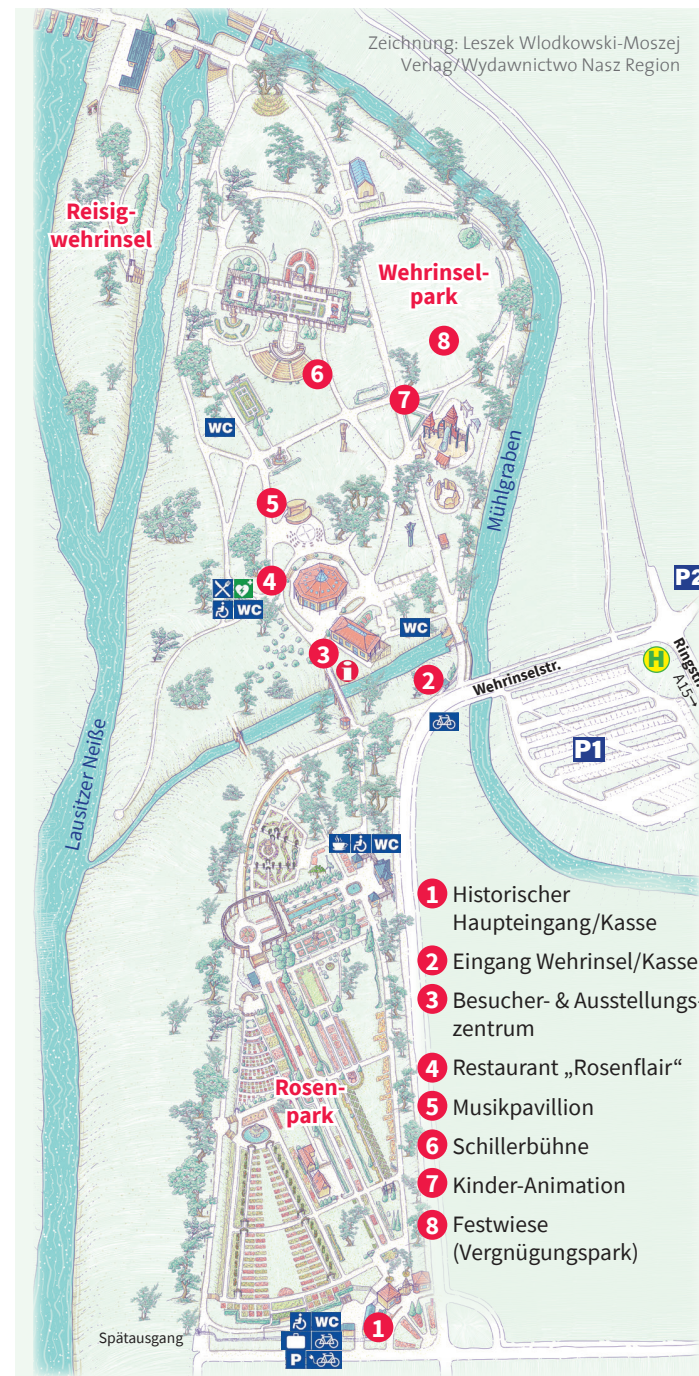 Zeichnung: Leszek Wlodkowski-Moszej
Verlag/Wydawnictwo Nasz Region
Reisig-
wehrinsel
Wehrinsel-
park
8
6
7
WC
Mühlgraben
5
4
WC
WC
P2
3
i
2
Wehrinselstr.
H
Ringstr.
A15→
P1
Lausitzer Neiße
WC
Rosen-
park
1 Historischer
Haupteingang/Kasse
2 Eingang Wehrinsel/Kasse
3 Besucher- & Ausstellungs-
zentrum
4 Restaurant „Rosenflair“
5 Musikpavillion
6 Schillerbühne
7 Kinder-Animation
8 Festwiese
(Vergnügungspark)
Spätausgang
WC
P
1